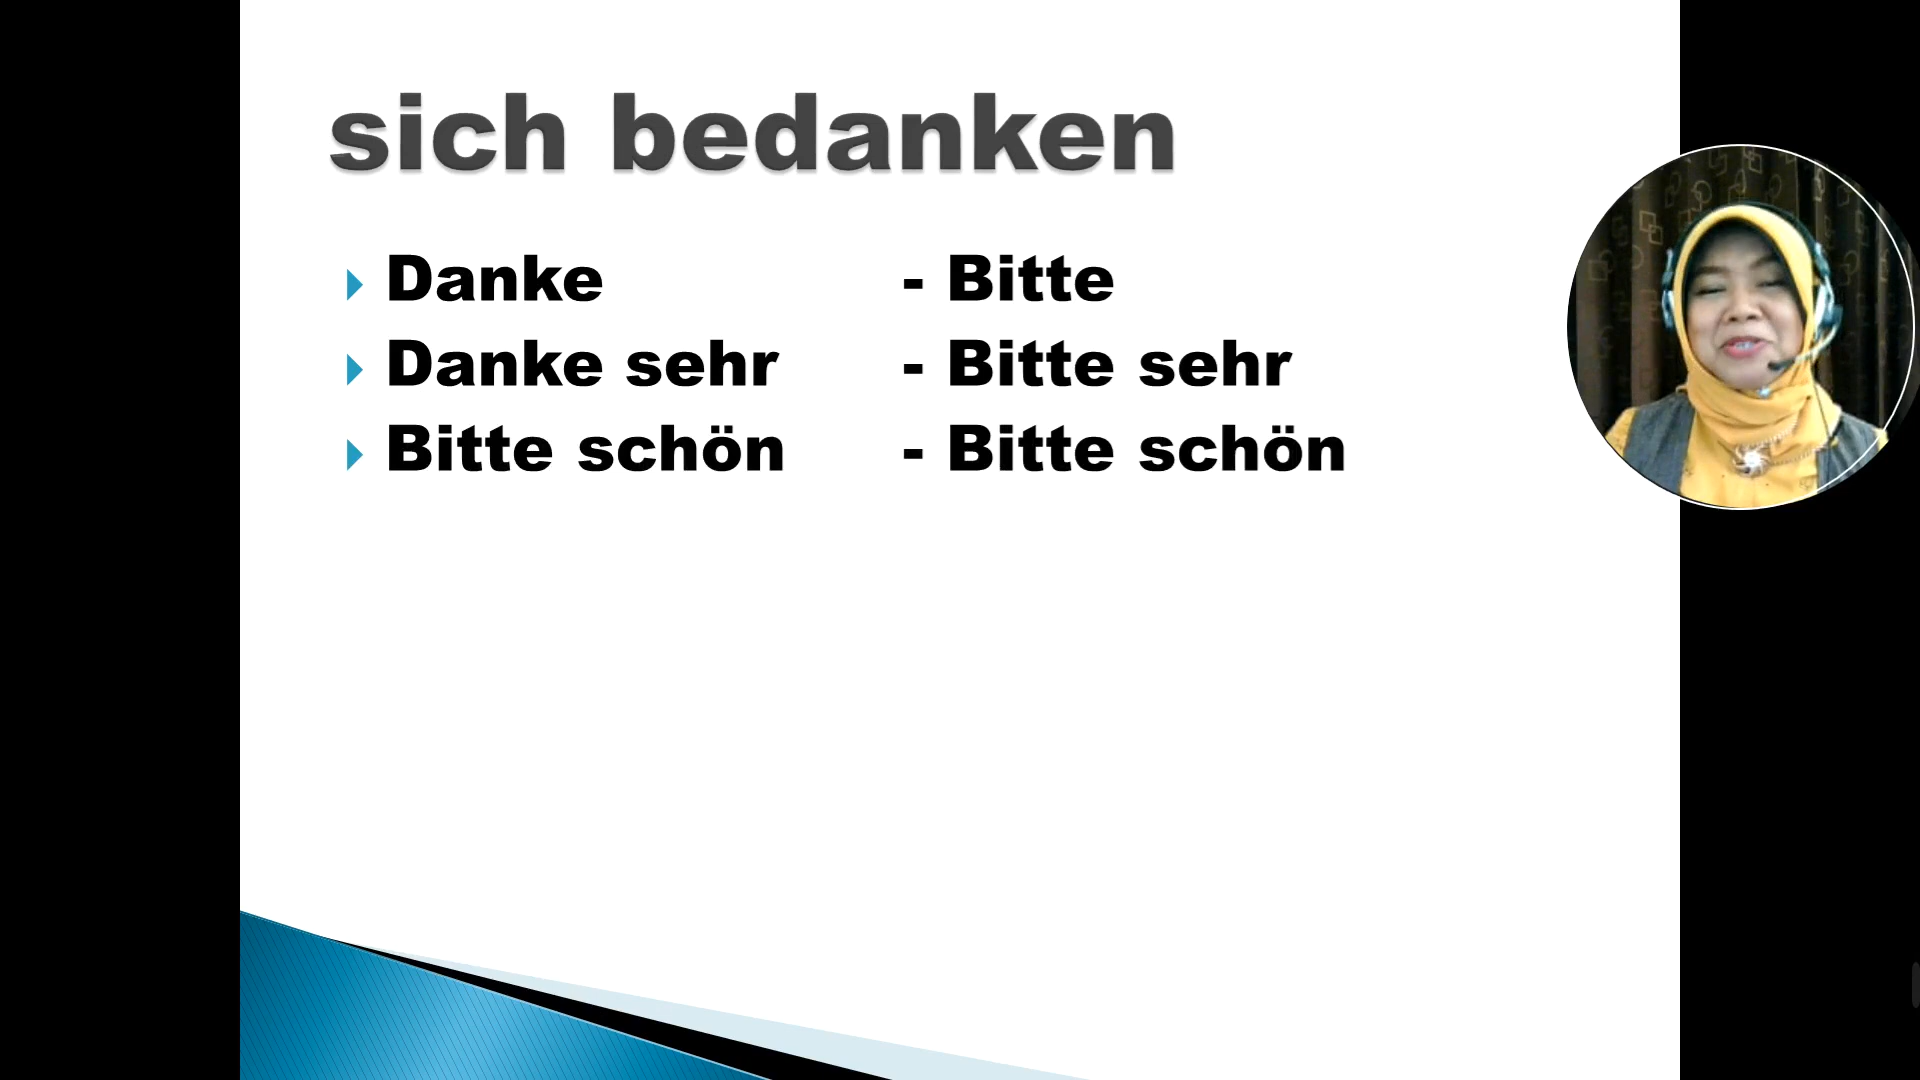 sich bedanken
Danke - Bitte
Danke sehr - Bitte sehr
Bitte schön - Bitte schön